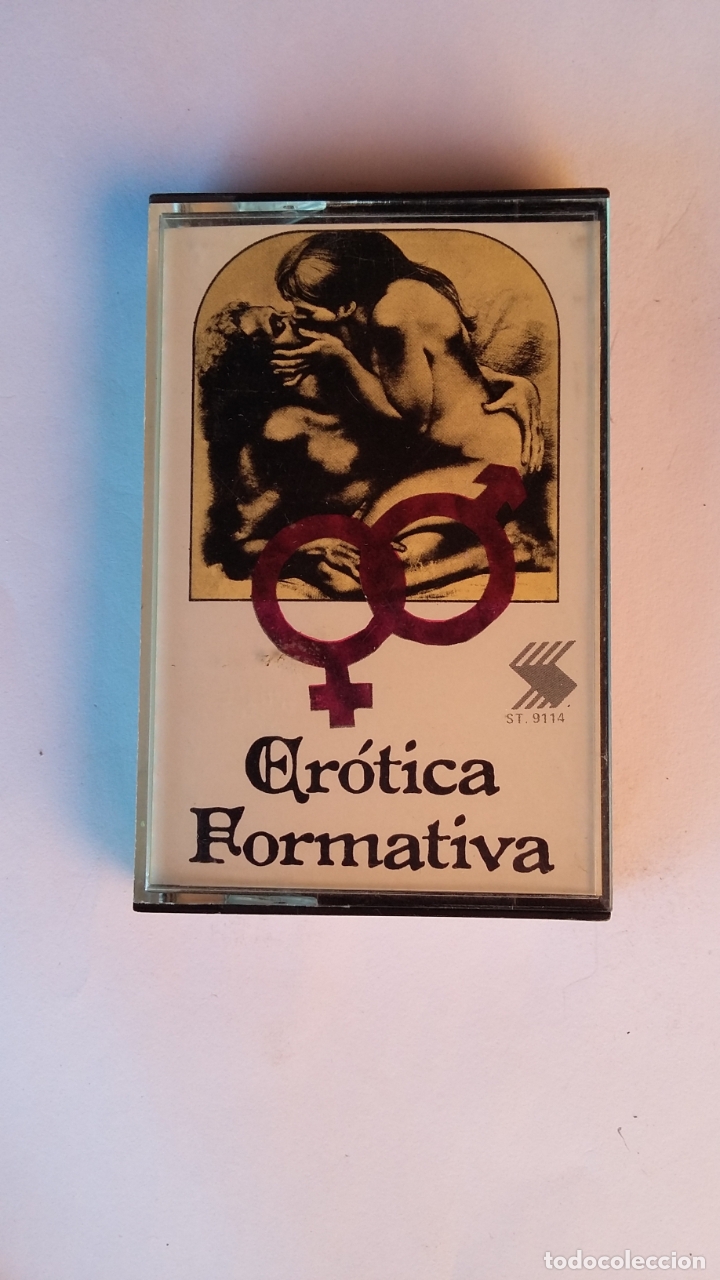 ST. 9114
Erótica
Formativa
todocoleccion